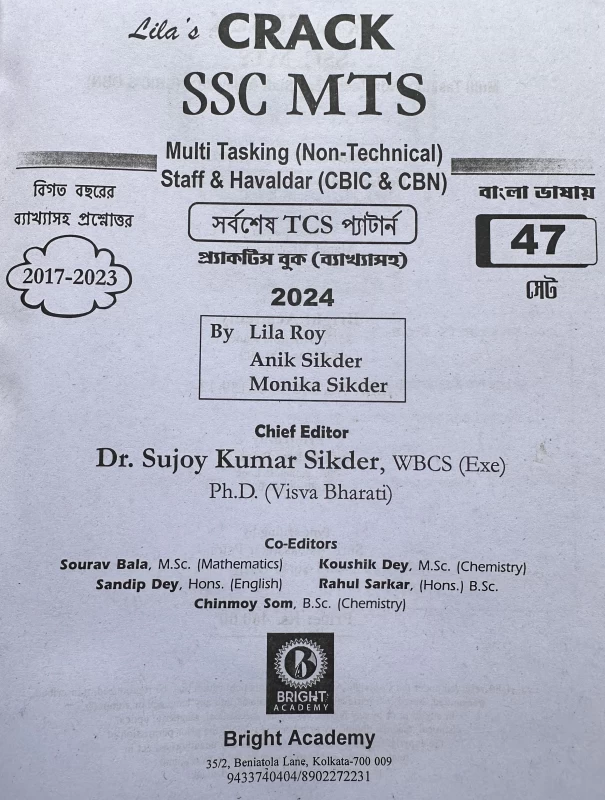 Lila's CRACK
SSC MTS
Multi Tasking (Non-Technical)
Staff & Havaldar (CBIC & CBN)
বিগত বছরের
ব্যাখ্যাসহ প্রশ্নোত্তর
2017-2023
সর্বশেষ TCS প্যাটার্ন
প্র্যাকটিস বুক (ব্যাখ্যাসহ)
2024
বাংলা ভাষায়
47
সেট
By Lila Roy
Anik Sikder
Monika Sikder
Chief Editor
Dr. Sujoy Kumar Sikder, WBCS (Exe)
Ph.D. (Visva Bharati)
Co-Editors
Sourav Bala, M.Sc. (Mathematics) Koushik Dey, M.Sc. (Chemistry)
Sandip Dey, Hons. (English) Rahul Sarkar, (Hons.) B.Sc.
Chinmoy Som, B.Sc. (Chemistry)
BRIGHT
ACADEMY
Bright Academy
35/2, Beniatola Lane, Kolkata-700 009
9433740404/8902272231